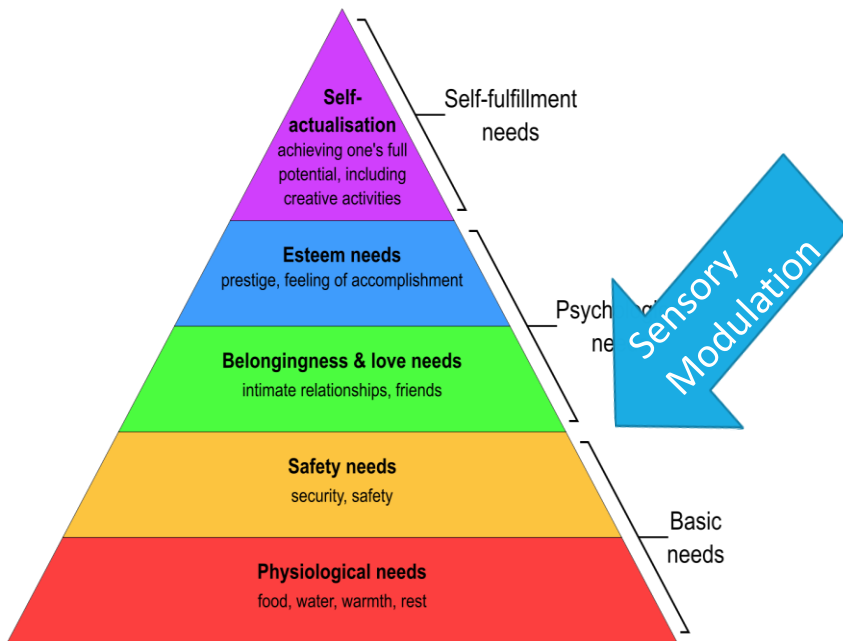 Self-
actualisation
achieving one's full
potential, including
creative activities
Self-fulfillment
needs
Esteem needs
prestige, feeling of accomplishment
Sensory
Modulation
Belongingness & love needs
intimate relationships, friends
Safety needs
security, safety
Basic
needs
Physiological needs
food, water, warmth, rest